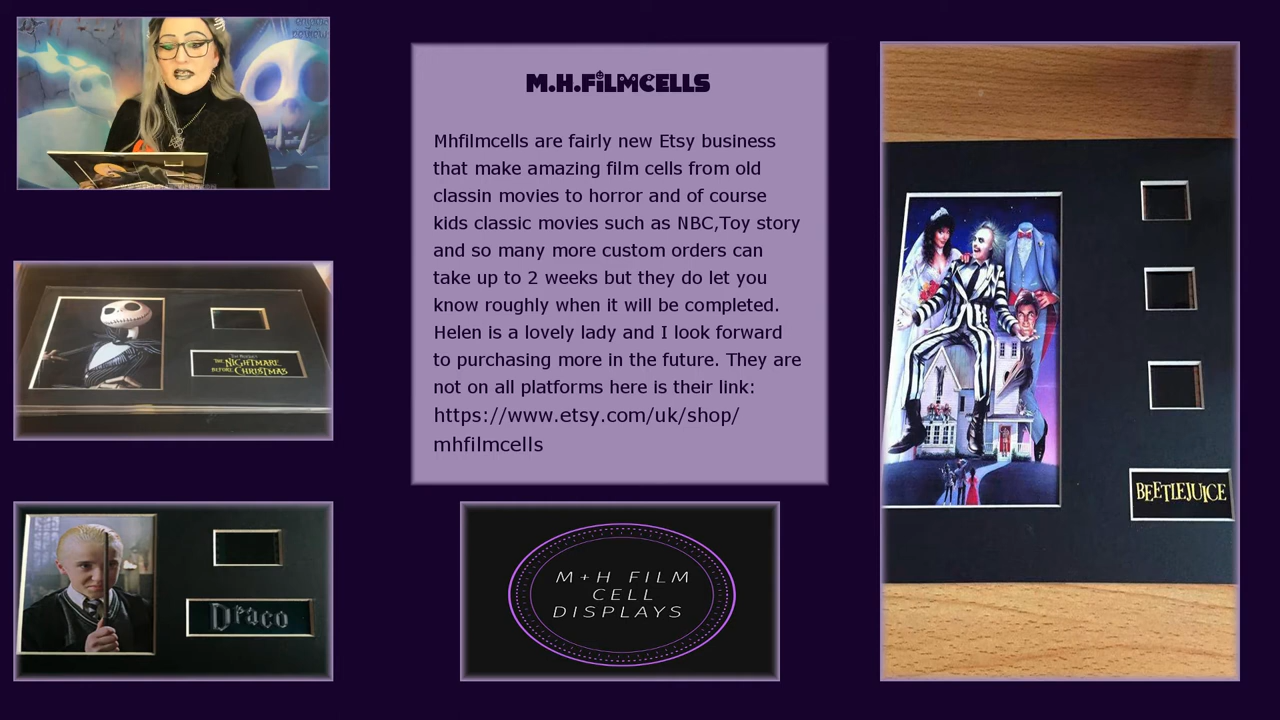 M.H.FiLMCELLS
Mhfilmcells are fairly new Etsy business
that make amazing film cells from old
classin movies to horror and of course
kids classic movies such as NBC,Toy story
and so many more custom orders can
take up to 2 weeks but they do let you
know roughly when it will be completed.
Helen is a lovely lady and I look forward
to purchasing more in the future. They are
not on all platforms here is their link:
https://www.etsy.com/uk/shop/
mhfilmcells
THE NIGHTMARE
BEFORE CHRISTMAS
Draco
M+H FILM
CELL
DISPLAYS
BEETLEJUICE